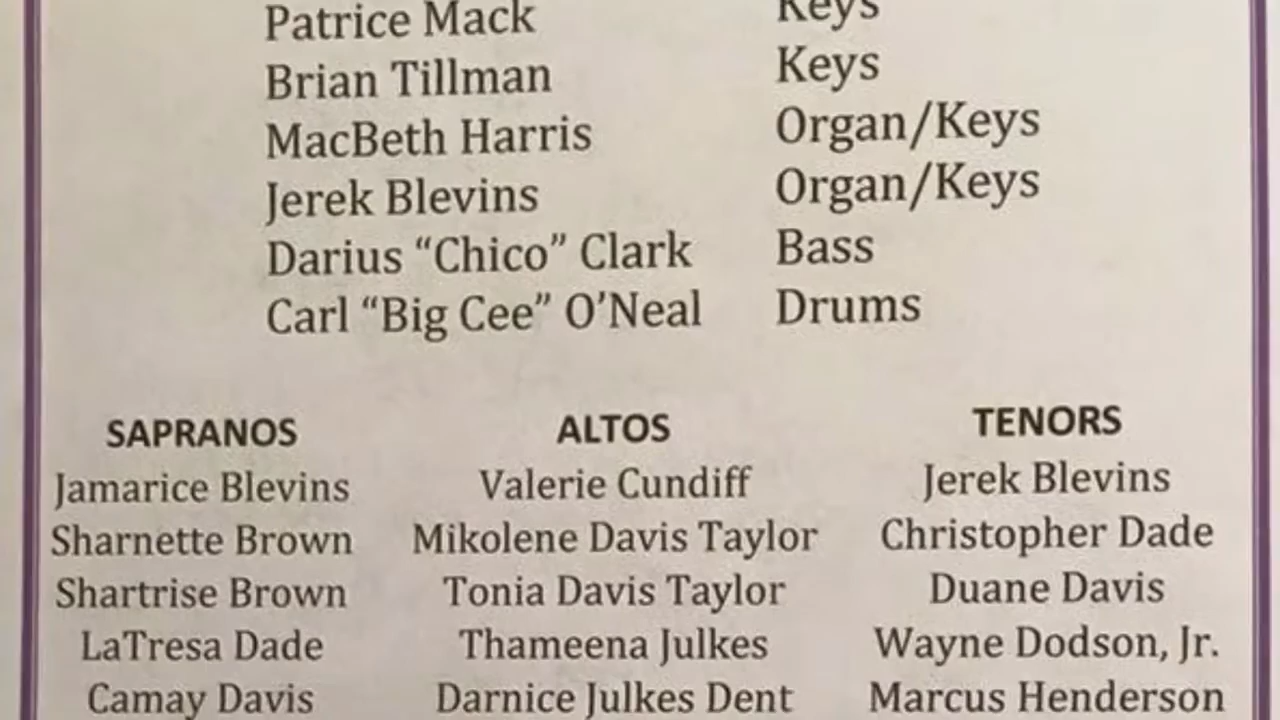 Patrice Mack Keys
Brian Tillman Keys
MacBeth Harris Organ/Keys
Jerek Blevins Organ/Keys
Darius “Chico” Clark Bass
Carl “Big Cee” O’Neal Drums
SAPRANOS ALTOS TENORS
Jamarice Blevins Valerie Cundiff Jerek Blevins
Sharnette Brown Mikolene Davis Taylor Christopher Dade
Shartrise Brown Tonia Davis Taylor Duane Davis
LaTresa Dade Thameena Julkes Wayne Dodson, Jr.
Camay Davis Darnice Julkes Dent Marcus Henderson